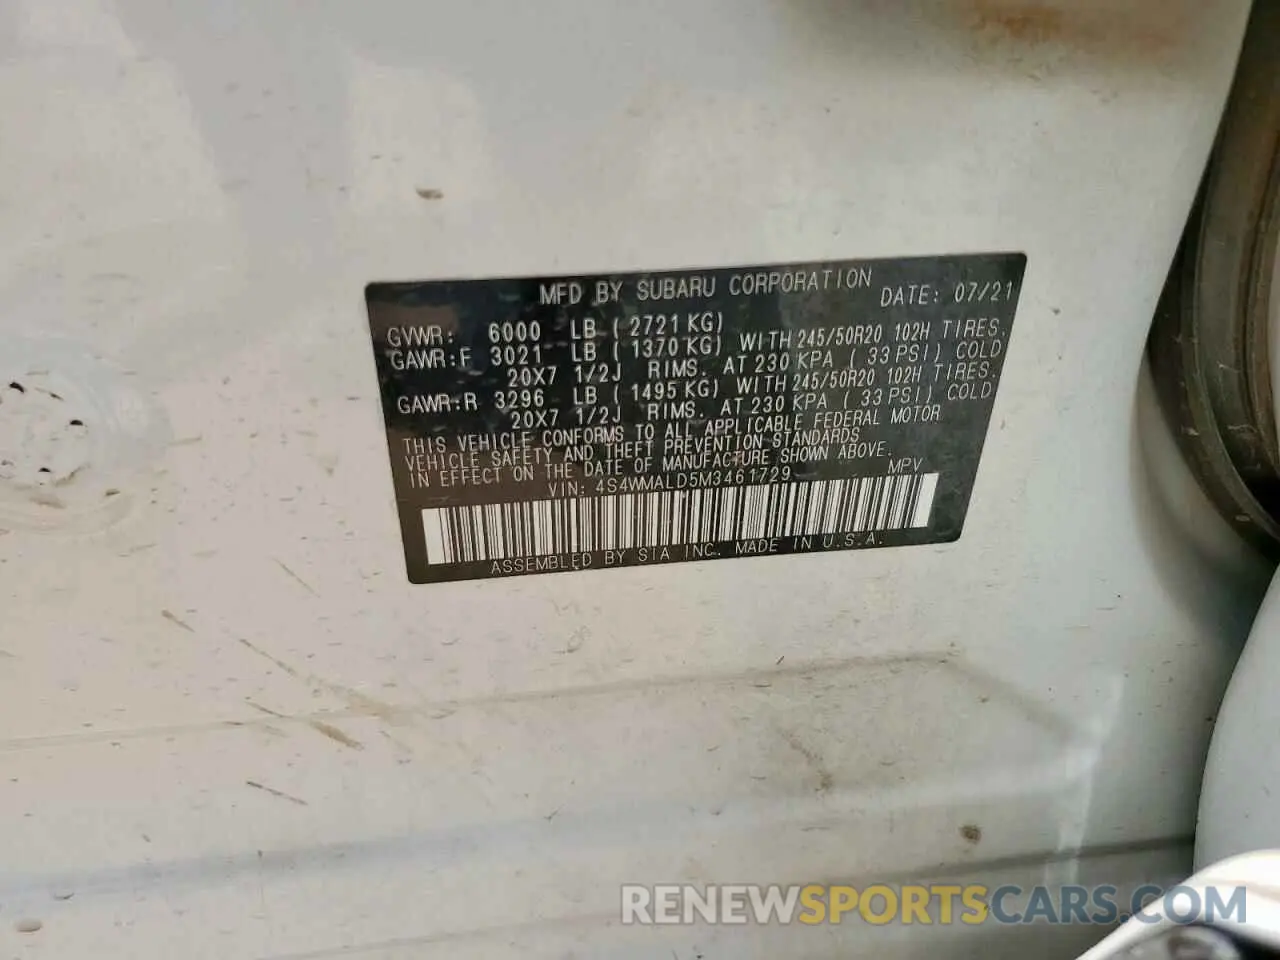 MFD BY SUBARU CORPORATION
DATE: 07/21
GVWR: 6000 LB ( 2721 KG)
GAWR:F 3021 LB ( 1370 KG) WITH 245/50R20 102H TIRES.
20X7 1/2J RIMS. AT 230 KPA ( 33 PSI) COLD
GAWR:R 3296 LB ( 1495 KG) WITH 245/50R20 102H TIRES.
20X7 1/2J RIMS. AT 230 KPA ( 33 PSI) COLD
THIS VEHICLE CONFORMS TO ALL APPLICABLE FEDERAL MOTOR
VEHICLE SAFETY AND THEFT PREVENTION STANDARDS
IN EFFECT ON THE DATE OF MANUFACTURE SHOWN ABOVE.
VIN: 4S4WMALD5M3461729 MPV
ASSEMBLED BY SIA INC. MADE IN U.S.A.
RENEWSPORTSCARS.COM